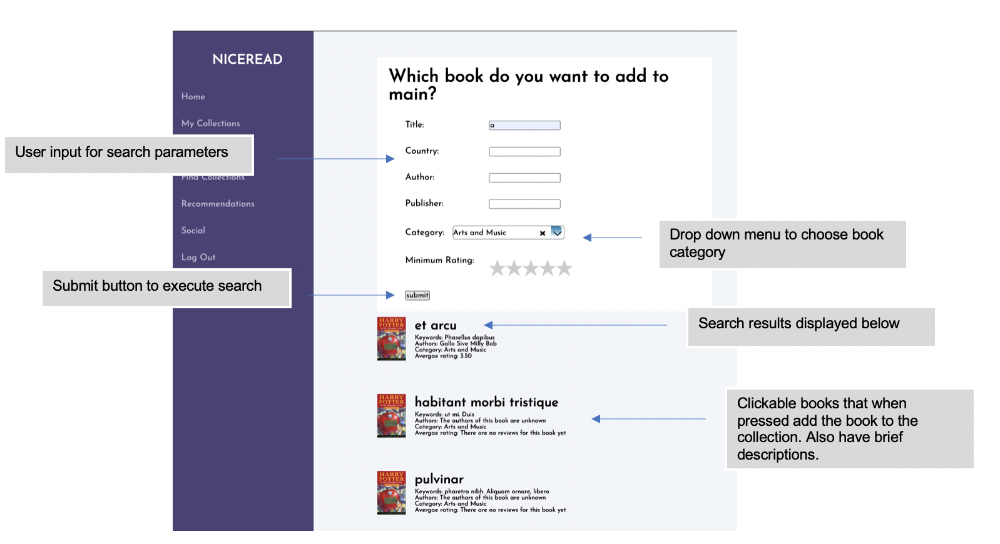 NICEREAD
Home
My Collections
Find Collections
Recommendations
Social
Log Out
User input for search parameters
Submit button to execute search
Which book do you want to add to
main?
Title: a
Country:
Author:
Publisher:
Category: Arts and Music
Minimum Rating:
submit
Drop down menu to choose book
category
Search results displayed below
Clickable books that when
pressed add the book to the
collection. Also have brief
descriptions.
HARRY
POTTER
et arcu
Keywords: Phasellus dapibus
Authors: Gallo Sive Milly Bob
Category: Arts and Music
Avergae rating: 3.50
HARRY
POTTER
habitant morbi tristique
Keywords: ut mi. Duis
Authors: The authors of this book are unknown
Category: Arts and Music
Avergae rating: There are no reviews for this book yet
HARRY
POTTER
pulvinar
Keywords: pharetra nibh. Aliquam ornare, libero
Authors: The authors of this book are unknown
Category: Arts and Music
Avergae rating: There are no reviews for this book yet